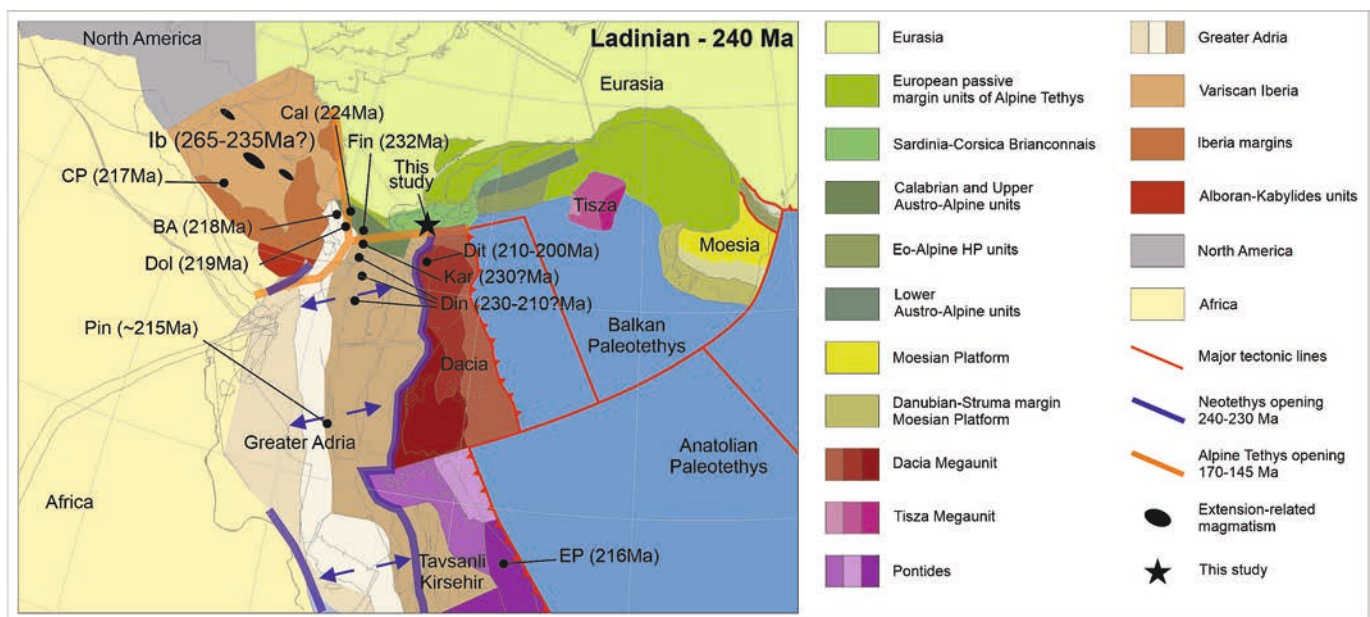 North America
Ladinian - 240 Ma
Eurasia
Cal (224Ma)
Ib (265-235Ma?)
Fin (232Ma)
This
study
CP (217Ma)
Tisza
BA (218Ma)
Moesia
Dol (219Ma)
Dit (210-200Ma)
Kar (230?Ma)
Din (230-210?Ma)
Pin (~215Ma)
Balkan
Paleotethys
Dacia
Greater Adria
Anatolian
Paleotethys
Africa
Tavsanli
Kirsehir
EP (216Ma)
Eurasia
European passive
margin units of Alpine Tethys
Sardinia-Corsica Brianconnais
Calabrian and Upper
Austro-Alpine units
Eo-Alpine HP units
Lower
Austro-Alpine units
Moesian Platform
Danubian-Struma margin
Moesian Platform
Dacia Megaunit
Tisza Megaunit
Pontides
Greater Adria
Variscan Iberia
Iberia margins
Alboran-Kabylides units
North America
Africa
Major tectonic lines
Neotethys opening
240-230 Ma
Alpine Tethys opening
170-145 Ma
Extension-related
magmatism
This study